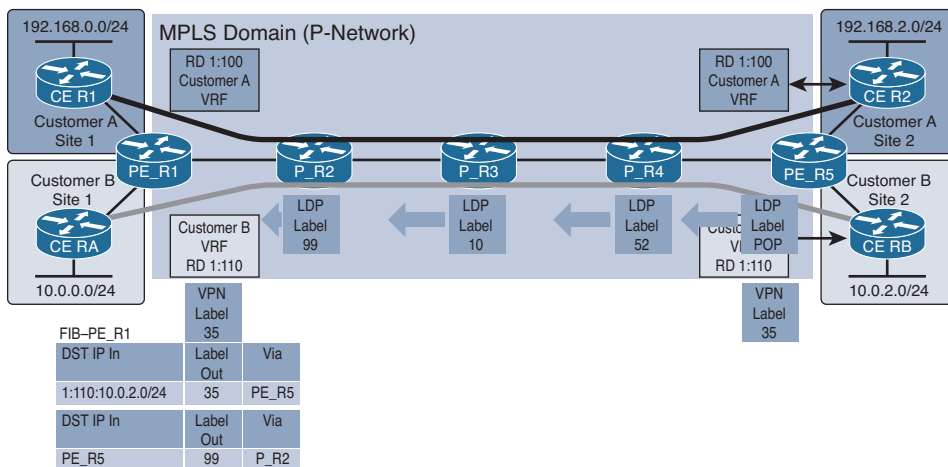 192.168.0.0/24
MPLS Domain (P-Network)
192.168.2.0/24
RD 1:100
Customer A
VRF
RD 1:100
Customer A
VRF
CE R1
CE R2
Customer A
Site 1
Customer A
Site 2
PE_R1
P_R2
P_R3
P_R4
PE_R5
Customer B
Site 1
Customer B
Site 2
CE RA
CE RB
Customer B
VRF
RD 1:110
LDP
Label
99
LDP
Label
10
LDP
Label
52
LDP
Label
POP
RD 1:110
10.0.0.0/24
10.0.2.0/24
VPN
Label
35
VPN
Label
35
FIB–PE_R1
DST IP In
Label
Out
Via
1:110:10.0.2.0/24
35
PE_R5
DST IP In
Label
Out
Via
PE_R5
99
P_R2